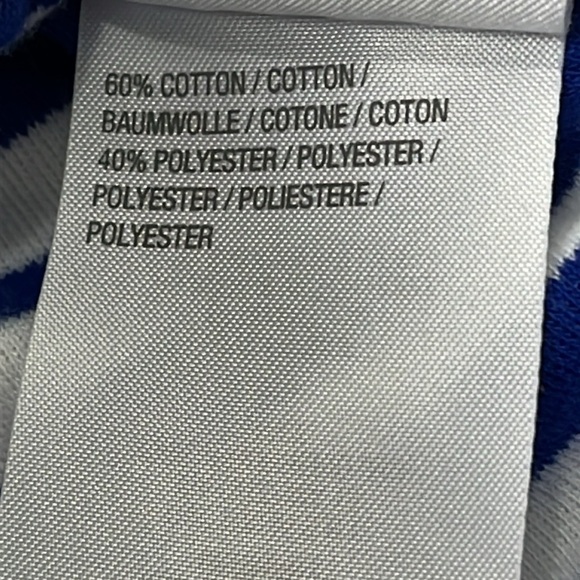 60% COTTON / COTTON /
BAUMWOLLE / COTONE / COTON
40% POLYESTER / POLYESTER /
POLYESTER / POLIESTERE /
POLYESTER